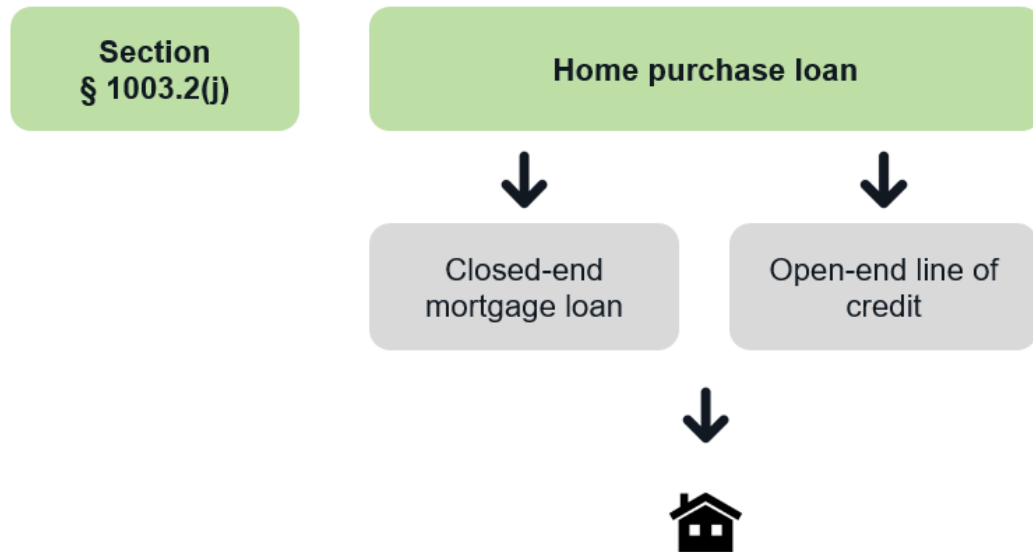 Section
§ 1003.2(j)
Home purchase loan
Closed-end
mortgage loan
Open-end line of
credit